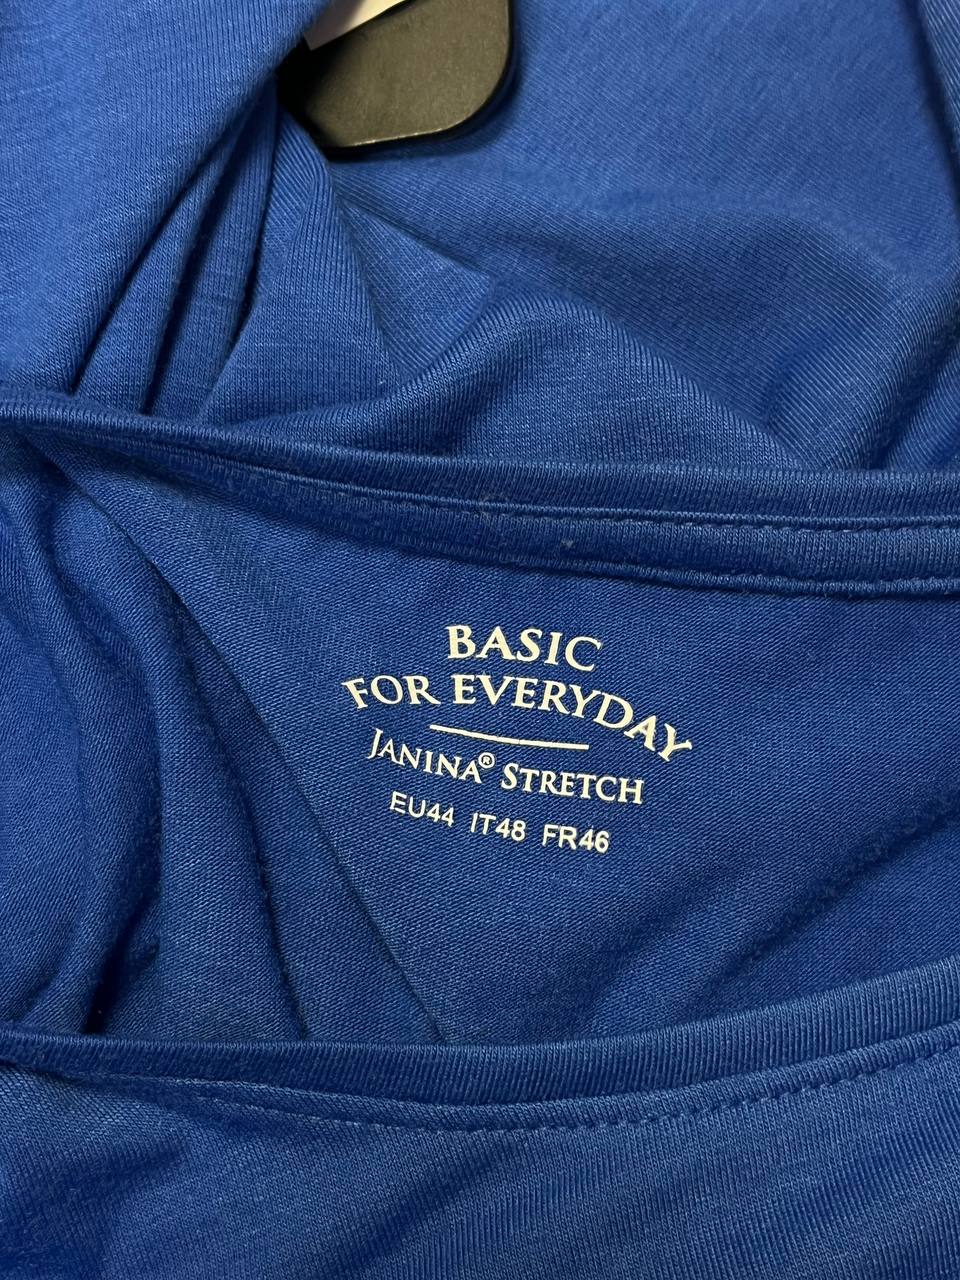 BASIC
FOR EVERYDAY
JANINA® STRETCH
EU44 IT48 FR46